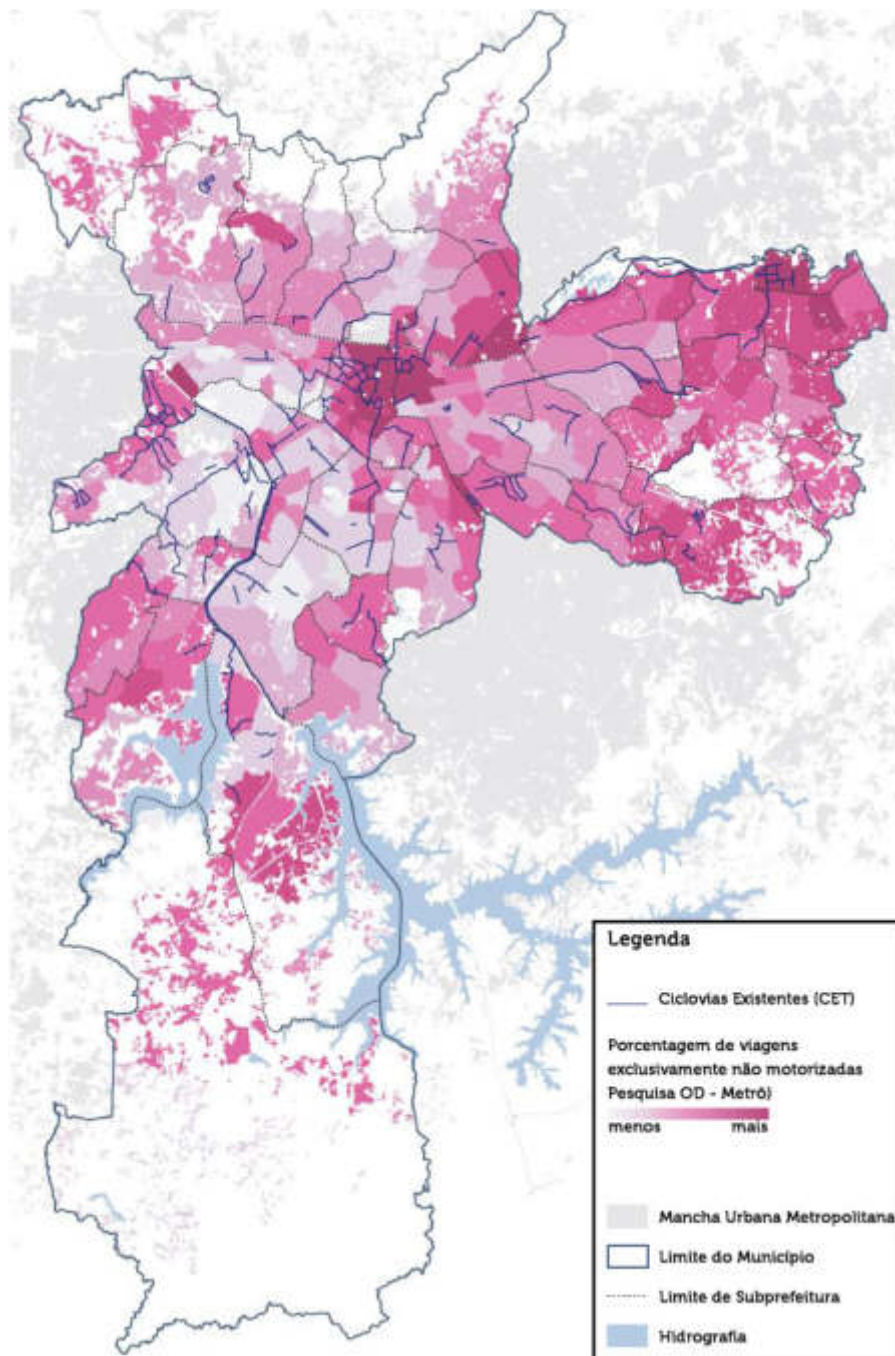 Legenda
Ciclovias Existentes (CET)
Porcentagem de viagens
exclusivamente não motorizadas
Pesquisa OD - Metrô)
menos mais
Mancha Urbana Metropolitana
Limite do Município
Limite de Subprefeitura
Hidrografia